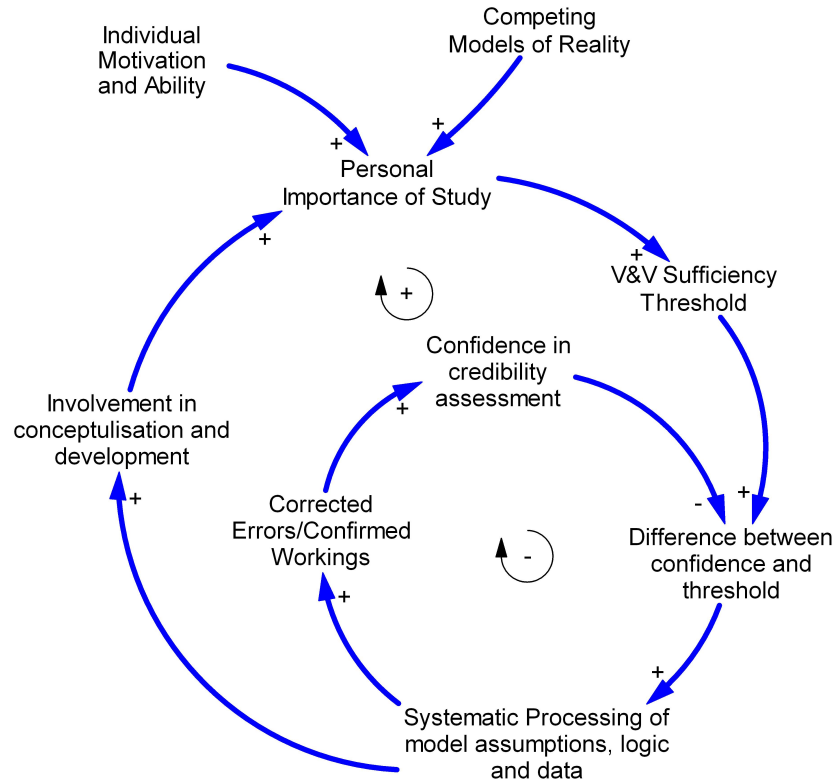 Individual
Motivation
and Ability
Competing
Models of Reality
+
+
Personal
Importance of Study
+
+
V&V Sufficiency
Threshold
+
Confidence in
credibility
assessment
+
Involvement in
conceptulisation and
development
+
Corrected
Errors/Confirmed
Workings
-
+
-
Difference between
confidence and
threshold
+
+
Systematic Processing of
model assumptions, logic
and data